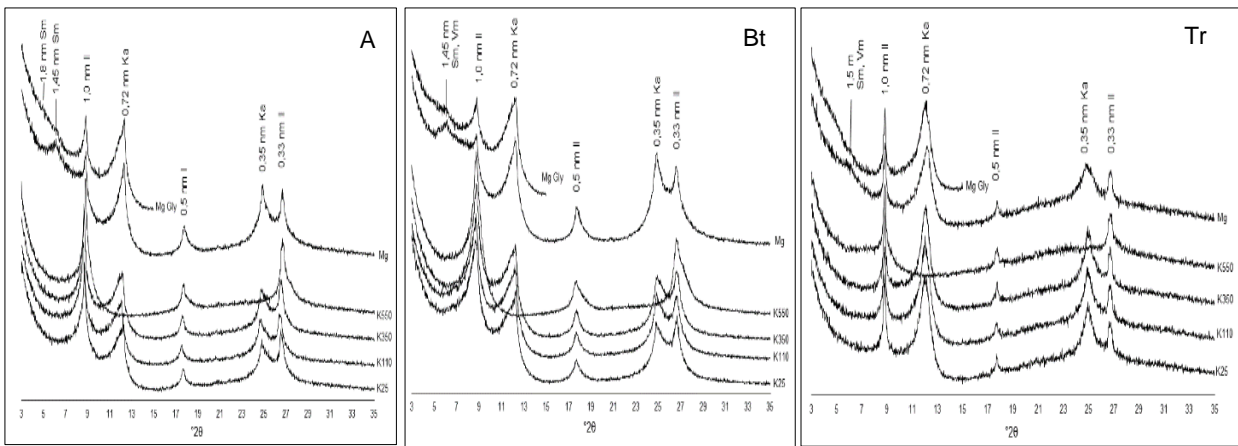 A
1,8 nm Sm
1,45 nm Sm
1,0 nm Il
0,72 nm Ka
0,5 nm I
0,35 nm Ka
0,33 nm Il
Mg Gly
Mg
K550
K350
K110
K25
3 5 7 9 11 13 15 17 19 21 23 25 27 29 31 33 35
°2θ
Bt
1,45 nm
Sm, Vm
1,0 nm Il
0,72 nm Ka
0,5 nm Il
0,35 nm Ka
0,33 nm Il
Mg Gly
Mg
K550
K350
K110
K25
3 5 7 9 11 13 15 17 19 21 23 25 27 29 31 33 35
°2θ
Tr
1.5 m
Sm, Vm
1,0 nm Il
0,72 nm Ka
0,5 nm Il
0,35 nm Ka
0,33 nm Il
Mg Gly
Mg
K550
K350
K110
K25
3 5 7 9 11 13 15 17 19 21 23 25 27 29 31 33 35
°2θ